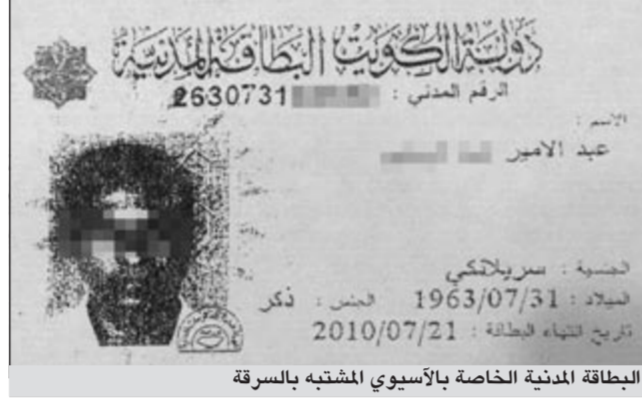 دولة الكويت البطاقة المدنية
الرقم المدني : 2630731
الاسم :
عبد الامير
الجنسية : سريلانكي
الميلاد : 1963/07/31 الجنس : ذكر
تاريخ انتهاء البطاقة : 2010/07/21
البطاقة المدنية الخاصة بالآسيوي المشتبه بالسرقة